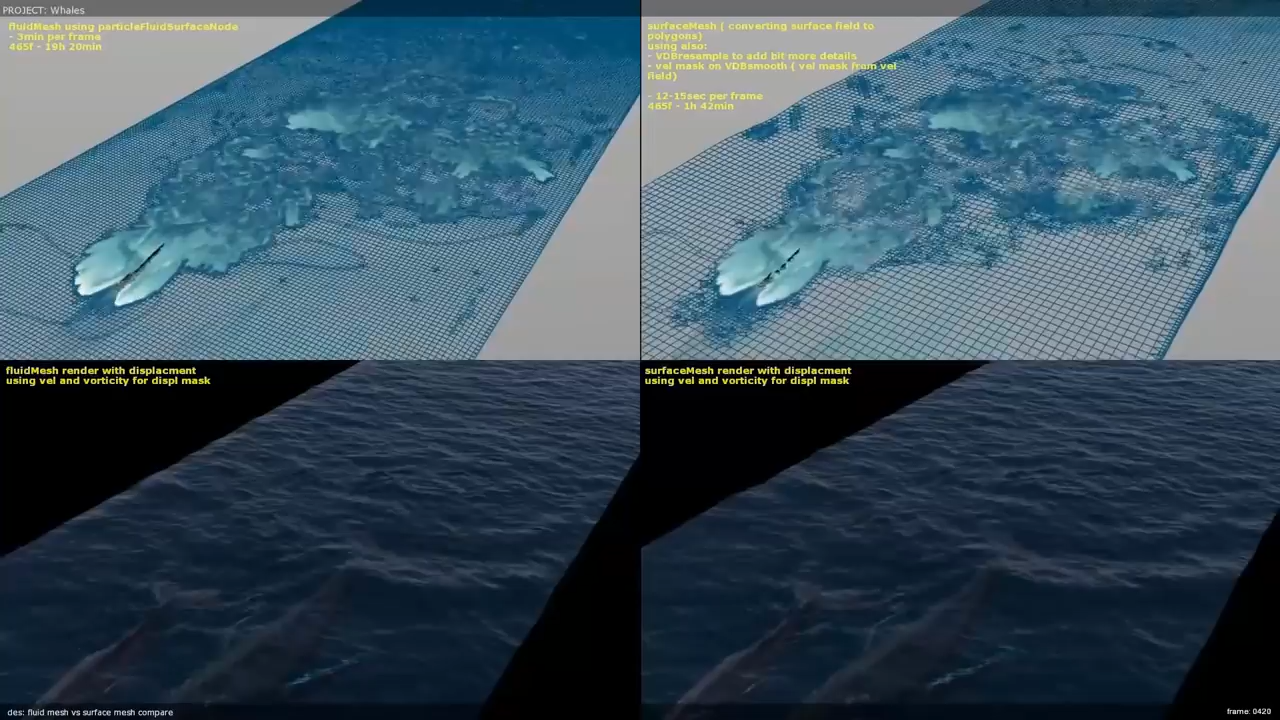 PROJECT: Whales
fluidMesh using particleFluidSurfaceNode
- 3min per frame
465f - 19h 20min
surfaceMesh ( converting surface field to
polygons)
using also:
- VDBresemple to add bit more details
- vel mask on VDBsmooth ( vel mask from vel
field)
- 12-15sec per frame
465f - 1h 42min
fluidMesh render with displacment
using vel and vorticity for displ mask
surfaceMesh render with displacment
using vel and vorticity for displ mask
des: fluid mesh vs surface mesh compare
frame: 0420